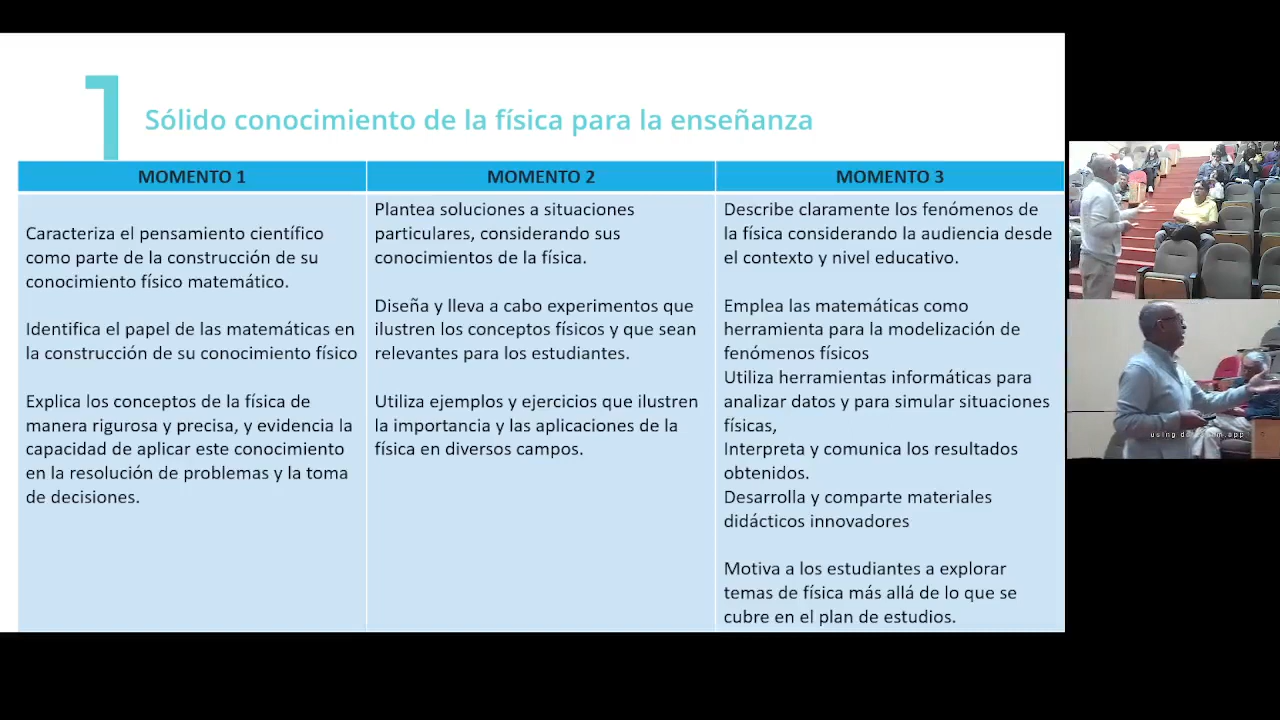 1
Sólido conocimiento de la física para la enseñanza
MOMENTO 1
Caracteriza el pensamiento científico
como parte de la construcción de su
conocimiento físico matemático.
Identifica el papel de las matemáticas en
la construcción de su conocimiento físico
Explica los conceptos de la física de
manera rigurosa y precisa, y evidencia la
capacidad de aplicar este conocimiento
en la resolución de problemas y la toma
de decisiones.
MOMENTO 2
Plantea soluciones a situaciones
particulares, considerando sus
conocimientos de la física.
Diseña y lleva a cabo experimentos que
ilustren los conceptos físicos y que sean
relevantes para los estudiantes.
Utiliza ejemplos y ejercicios que ilustren
la importancia y las aplicaciones de la
física en diversos campos.
MOMENTO 3
Describe claramente los fenómenos de
la física considerando la audiencia desde
el contexto y nivel educativo.
Emplea las matemáticas como
herramienta para la modelización de
fenómenos físicos
Utiliza herramientas informáticas para
analizar datos y para simular situaciones
físicas,
Interpreta y comunica los resultados
obtenidos.
Desarrolla y comparte materiales
didácticos innovadores
Motiva a los estudiantes a explorar
temas de física más allá de lo que se
cubre en el plan de estudios.
using